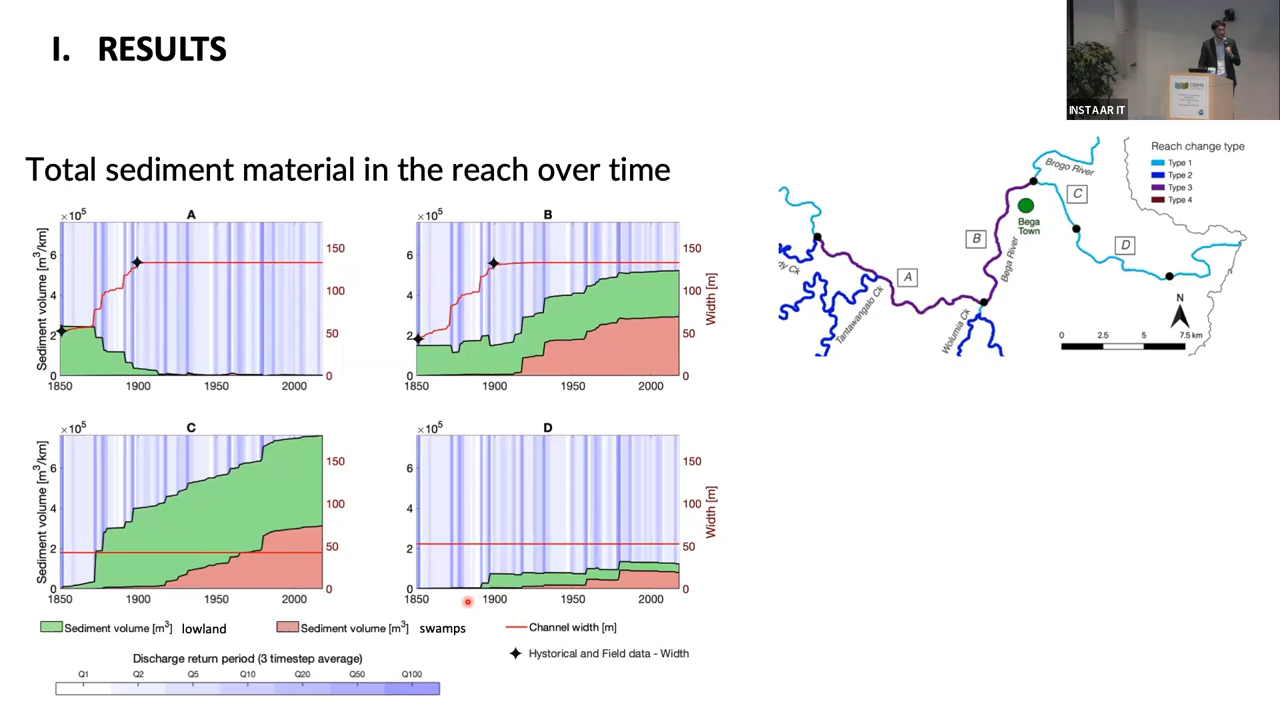 I. RESULTS
INSTAAR IT
CSDMS
Total sediment material in the reach over time
Reach change type
Type 1
Type 2
Type 3
Type 4
Brogo River
C
Bega Town
B
D
Bega River
A
dy Ck
Tantawangalo Ck
Wolumla Ck
N
0 2.5 5 7.5 km
×10⁵ A
Sediment volume [m³/km]
6 4 2 0
150 100 50 0
1850 1900 1950 2000
×10⁵ B
6 4 2 0
150 100 50 0
Width [m]
1850 1900 1950 2000
×10⁵ C
Sediment volume [m³/km]
6 4 2 0
150 100 50 0
1850 1900 1950 2000
×10⁵ D
6 4 2 0
150 100 50 0
Width [m]
1850 1900 1950 2000
Sediment volume [m³] lowland
Sediment volume [m³] swamps
Channel width [m]
Hystorical and Field data - Width
Discharge return period (3 timestep average)
Q1 Q2 Q5 Q10 Q20 Q50 Q100